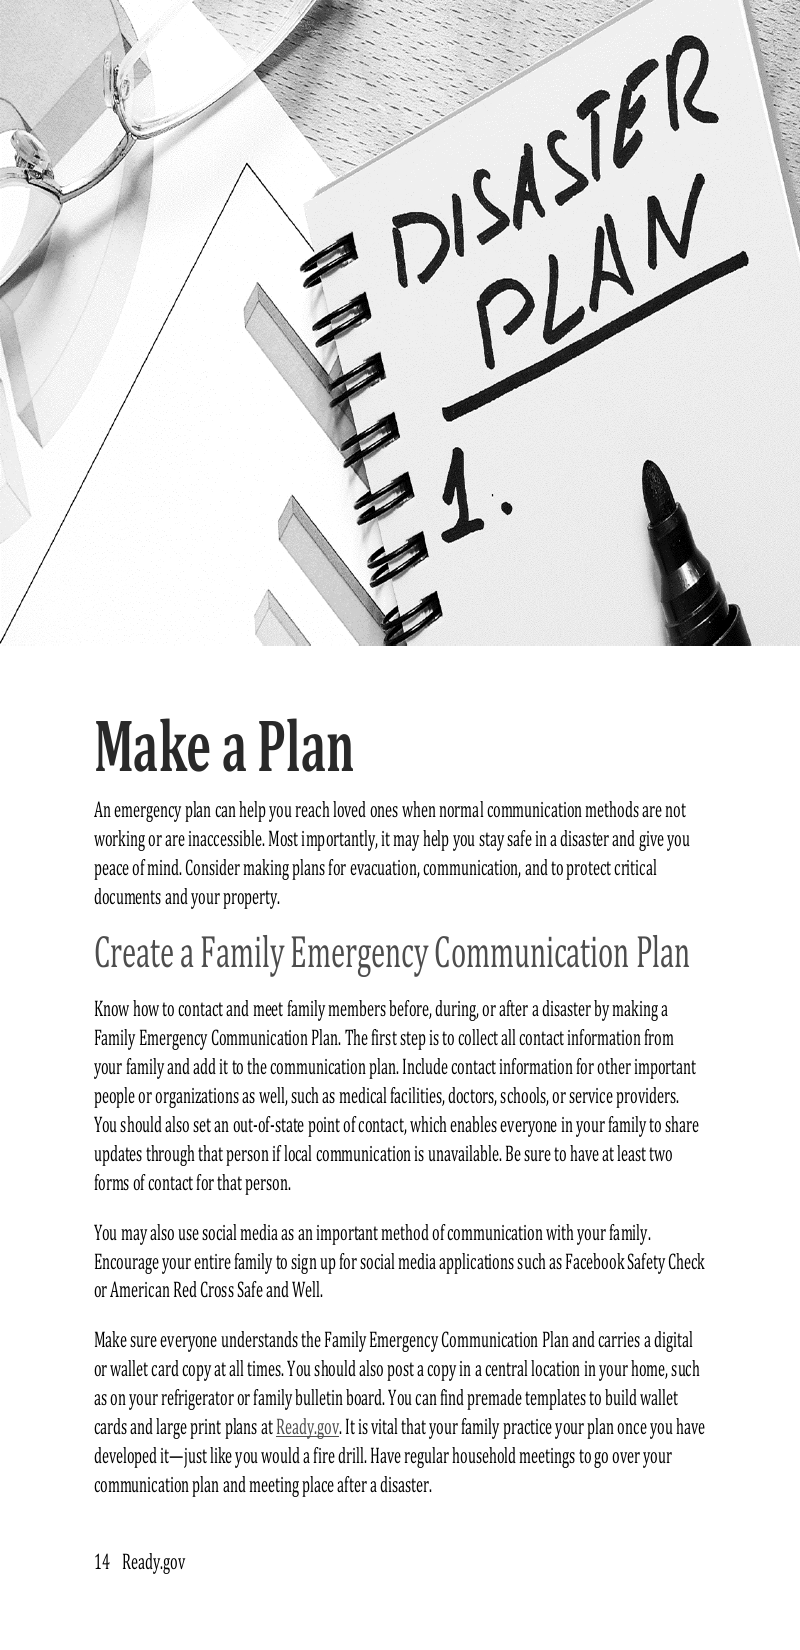 DISASTER
PLAN
1.
Make a Plan
An emergency plan can help you reach loved ones when normal communication methods are not
working or are inaccessible. Most importantly, it may help you stay safe in a disaster and give you
peace of mind. Consider making plans for evacuation, communication, and to protect critical
documents and your property.
Create a Family Emergency Communication Plan
Know how to contact and meet family members before, during, or after a disaster by making a
Family Emergency Communication Plan. The first step is to collect all contact information from
your family and add it to the communication plan. Include contact information for other important
people or organizations as well, such as medical facilities, doctors, schools, or service providers.
You should also set an out-of-state point of contact, which enables everyone in your family to share
updates through that person if local communication is unavailable. Be sure to have at least two
forms of contact for that person.
You may also use social media as an important method of communication with your family.
Encourage your entire family to sign up for social media applications such as Facebook Safety Check
or American Red Cross Safe and Well.
Make sure everyone understands the Family Emergency Communication Plan and carries a digital
or wallet card copy at all times. You should also post a copy in a central location in your home, such
as on your refrigerator or family bulletin board. You can find premade templates to build wallet
cards and large print plans at Ready.gov. It is vital that your family practice your plan once you have
developed it—just like you would a fire drill. Have regular household meetings to go over your
communication plan and meeting place after a disaster.
14 Ready.gov